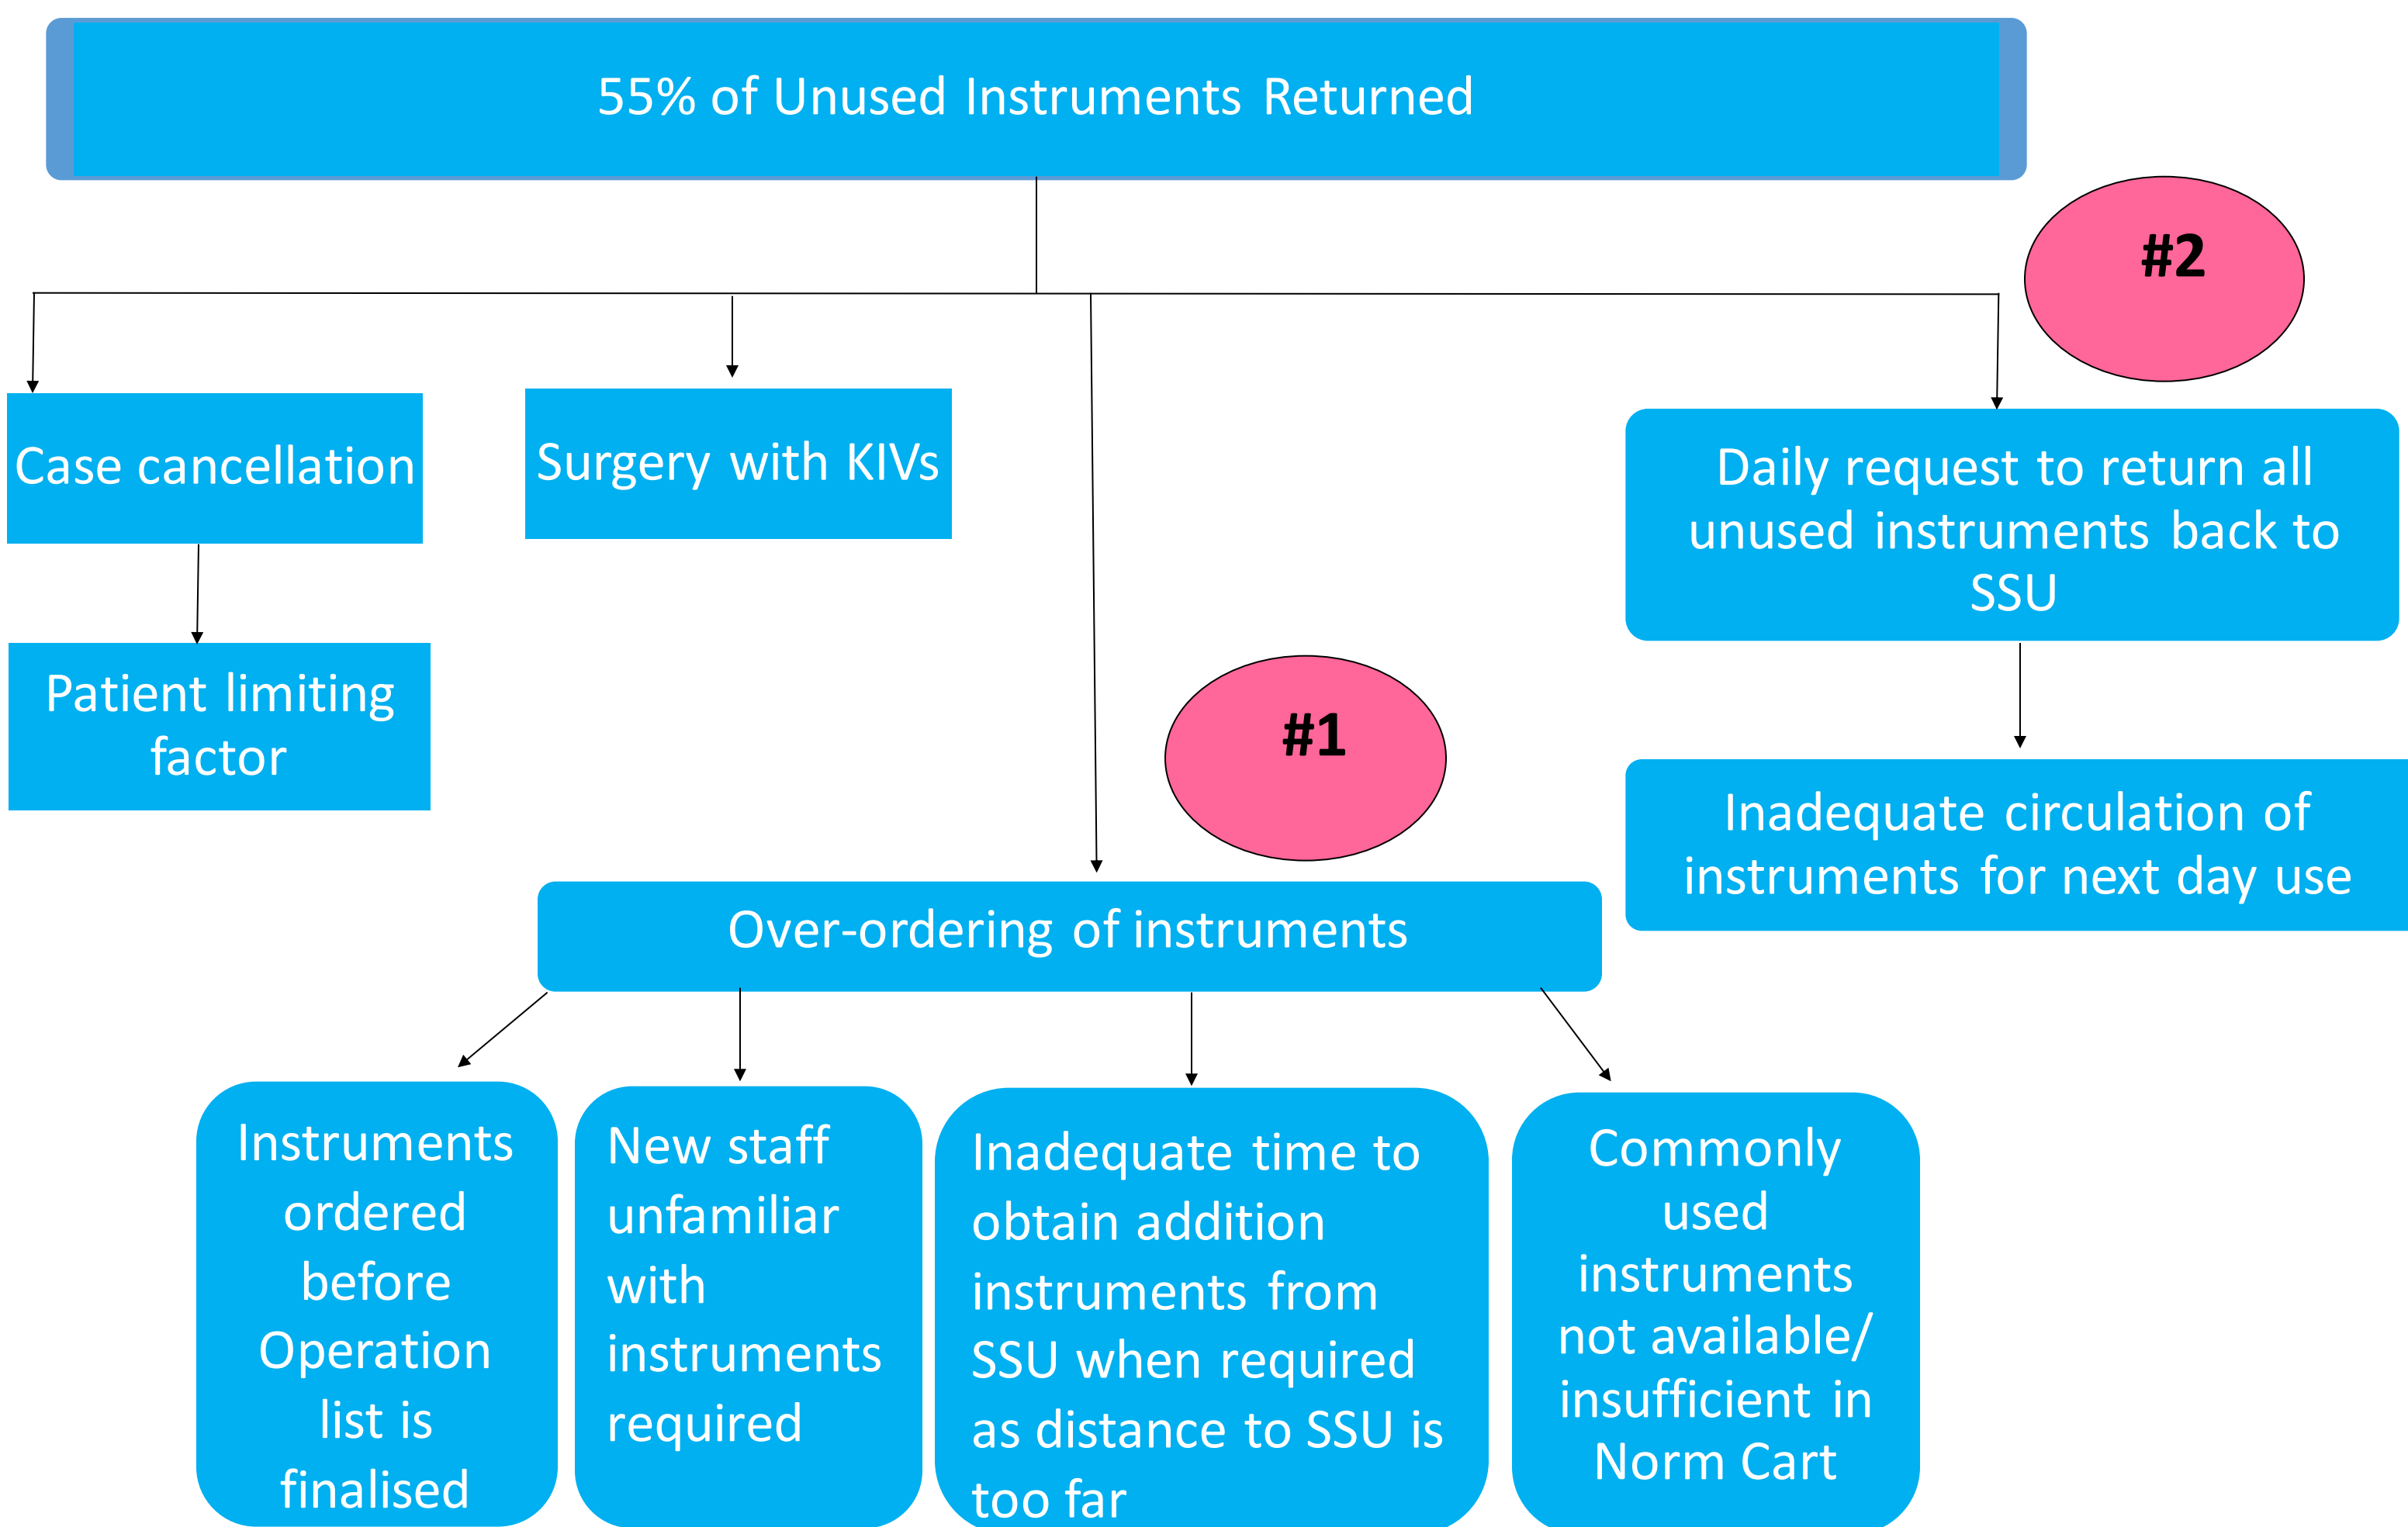 55% of Unused Instruments Returned
#2
Case cancellation
Surgery with KIVs
Daily request to return all
unused instruments back to
SSU
Patient limiting
factor
#1
Inadequate circulation of
instruments for next day use
Over-ordering of instruments
Instruments
ordered
before
Operation
list is
finalised
New staff
unfamiliar
with
instruments
required
Inadequate time to
obtain addition
instruments from
SSU when required
as distance to SSU is
too far
Commonly
used
instruments
not available/
insufficient in
Norm Cart